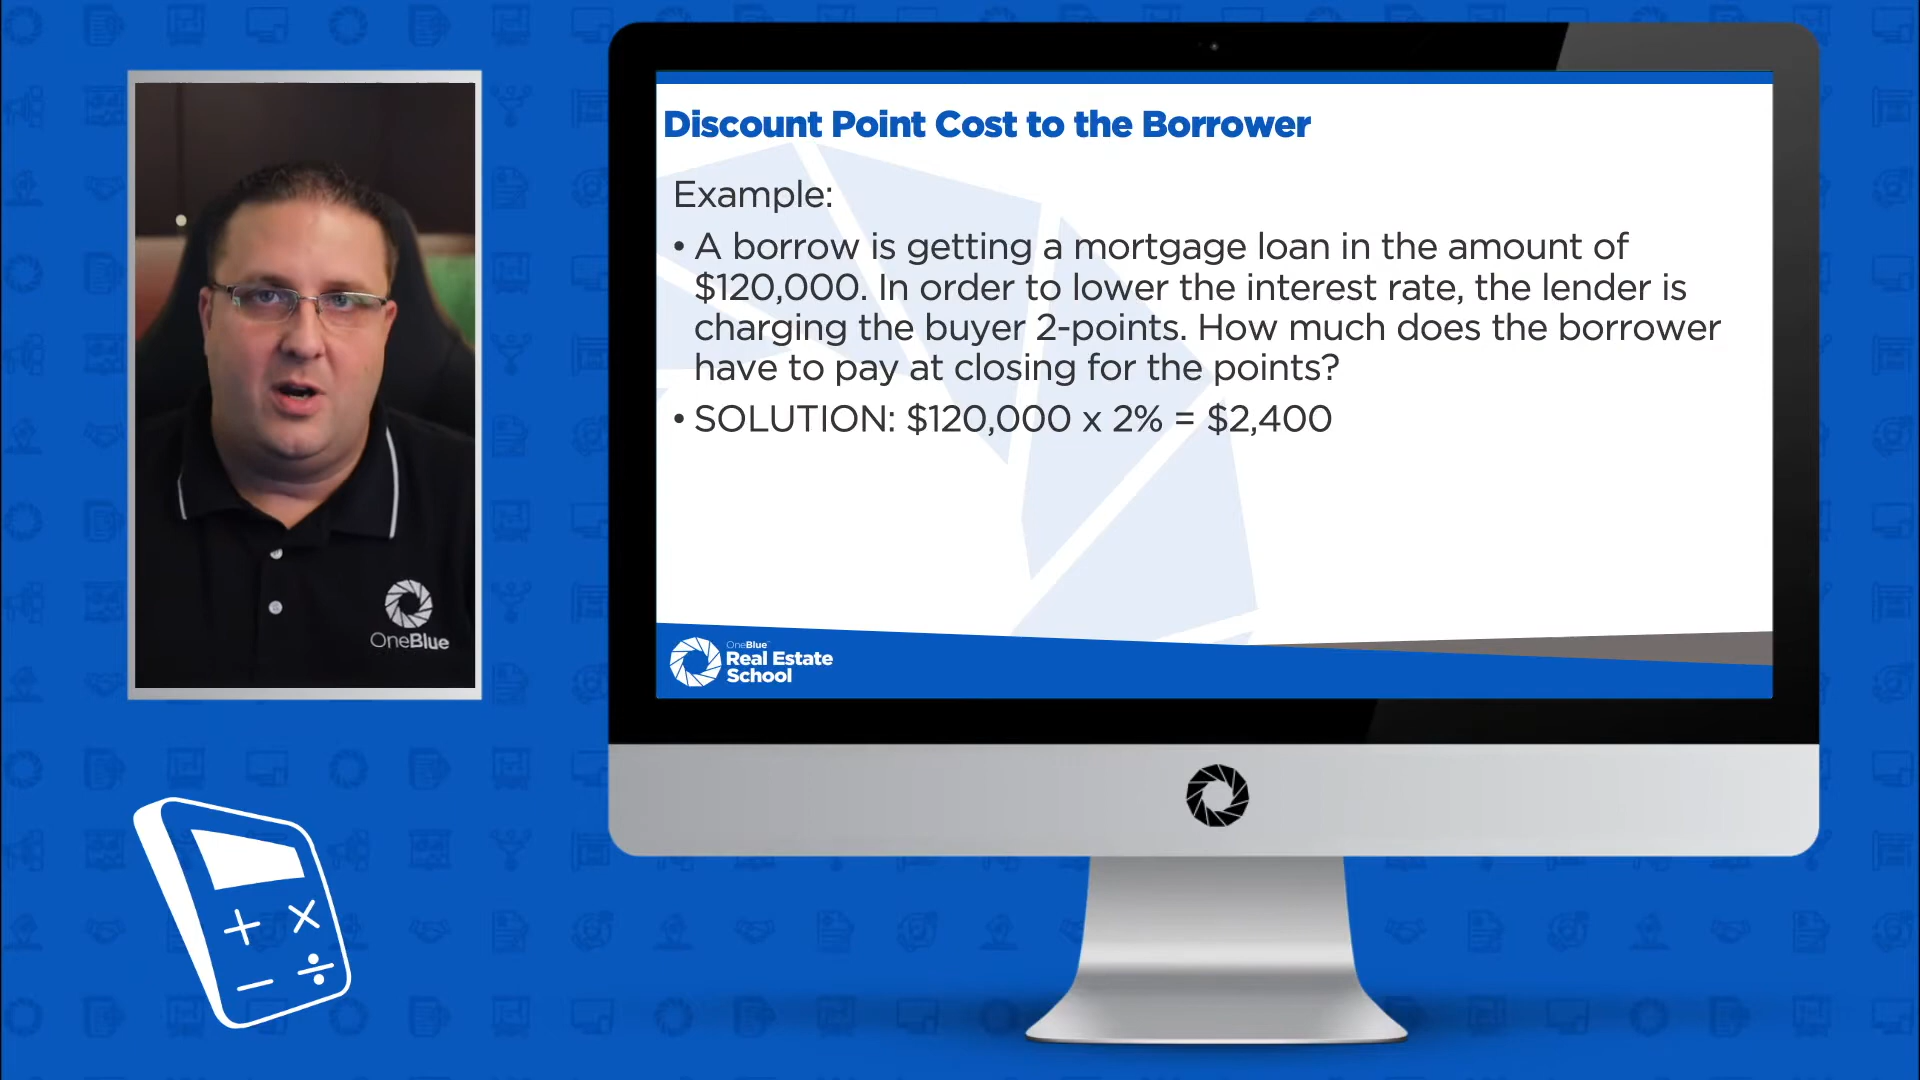 Discount Point Cost to the Borrower
Example:
• A borrow is getting a mortgage loan in the amount of
$120,000. In order to lower the interest rate, the lender is
charging the buyer 2-points. How much does the borrower
have to pay at closing for the points?
• SOLUTION: $120,000 x 2% = $2,400
OneBlue™
Real Estate
School
OneBlue